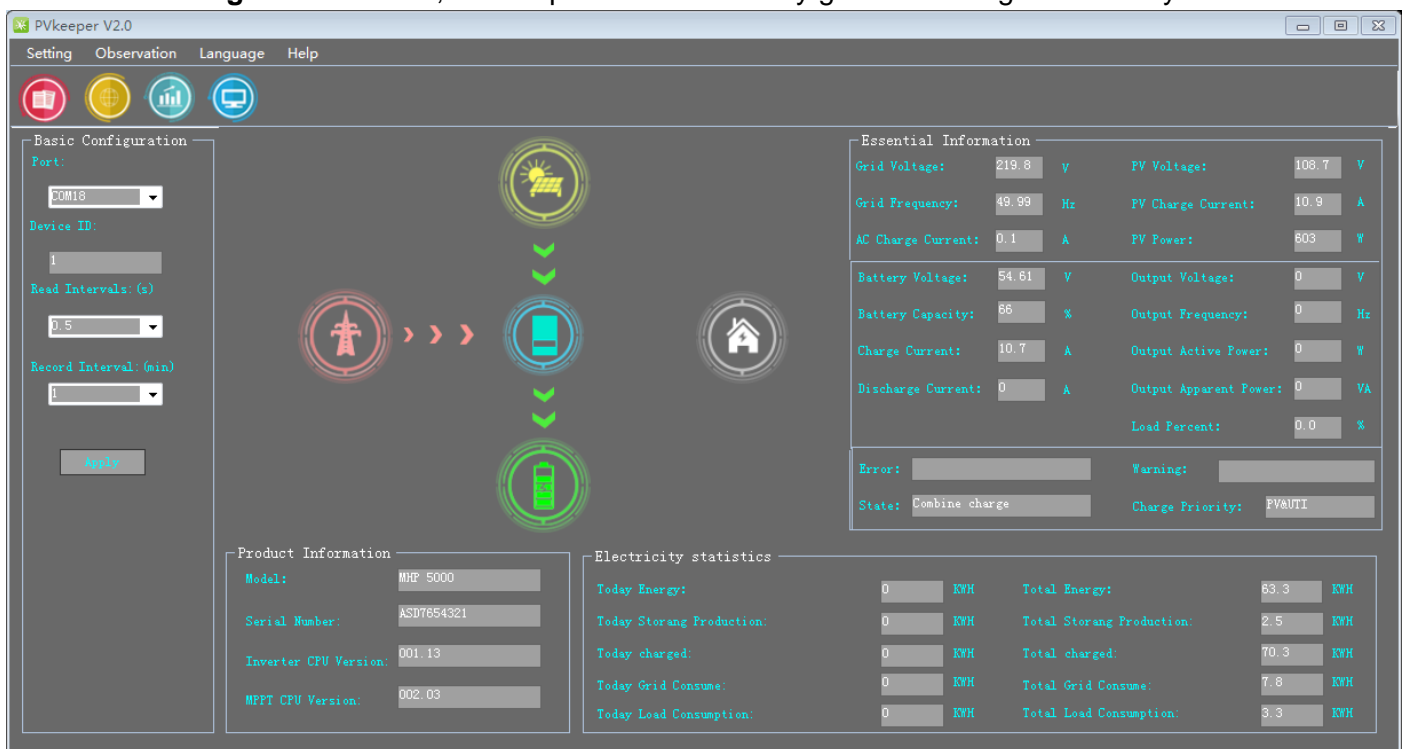 PVkeeper V2.0
Setting Observation Language Help
Basic Configuration
Port:
COM18
Device ID:
1
Read Intervals:(s)
0.5
Record Interval:(min)
1
Apply
Essential Information
Grid Voltage: 219.8 V PV Voltage: 108.7 V
Grid Frequency: 49.99 Hz PV Charge Current: 10.9 A
AC Charge Current: 0.1 A PV Power: 603 W
Battery Voltage: 54.61 V Output Voltage: 0 V
Battery Capacity: 66 % Output Frequency: 0 Hz
Charge Current: 10.7 A Output Active Power: 0 W
Discharge Current: 0 A Output Apparent Power: 0 VA
Load Percent: 0.0 %
Error: Warning:
State: Combine charge Charge Priority: PV&UTI
Product Information
Model: MHP 5000
Serial Number: ASD7654321
Inverter CPU Version: 001.13
MPPT CPU Version: 002.03
Electricity statistics
Today Energy: 0 KWH Total Energy: 63.3 KWH
Today Storang Production: 0 KWH Total Storang Production: 2.5 KWH
Today charged: 0 KWH Total charged: 70.3 KWH
Today Grid Consume: 0 KWH Total Grid Consume: 7.8 KWH
Today Load Consumption: 0 KWH Total Load Consumption: 3.3 KWH